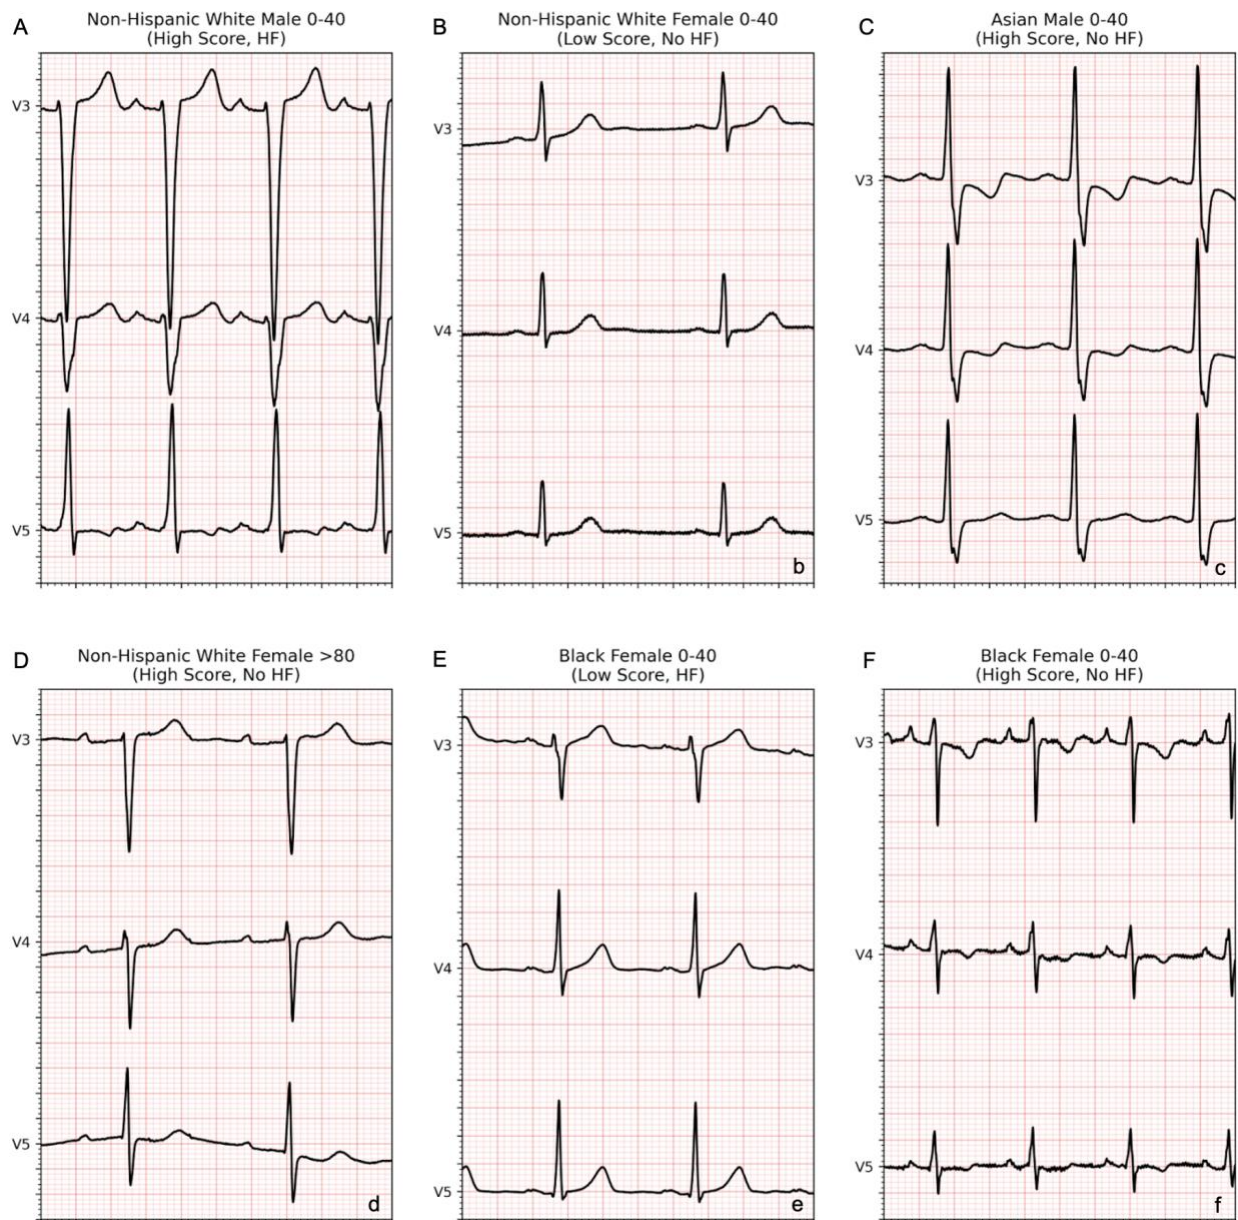 A
Non-Hispanic White Male 0-40
(High Score, HF)
V3
V4
V5
B
Non-Hispanic White Female 0-40
(Low Score, No HF)
V3
V4
V5
b
C
Asian Male 0-40
(High Score, No HF)
V3
V4
V5
c
D
Non-Hispanic White Female >80
(High Score, No HF)
V3
V4
V5
d
E
Black Female 0-40
(Low Score, HF)
V3
V4
V5
e
F
Black Female 0-40
(High Score, No HF)
V3
V4
V5
f